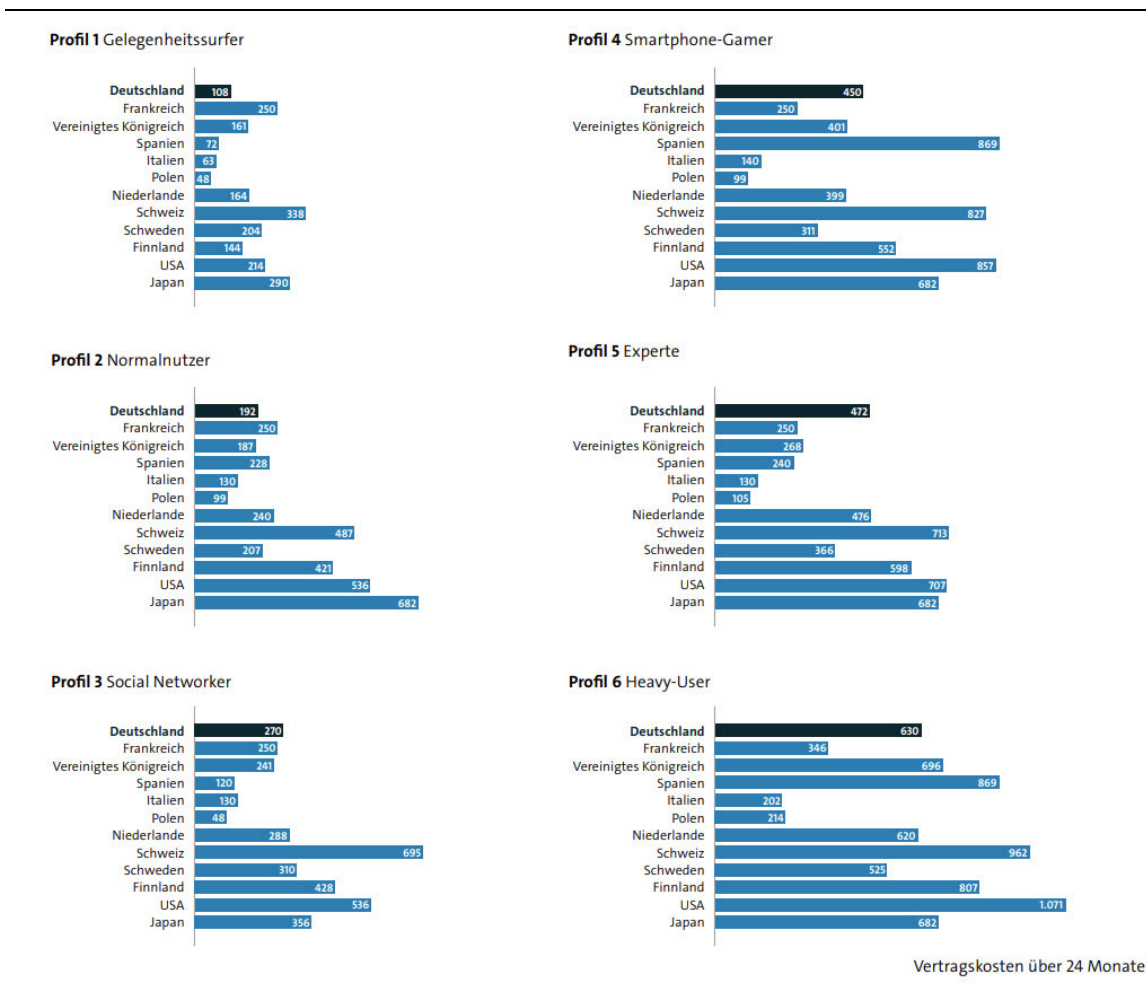 Profil 1 Gelegenheitssurfer
Deutschland 108
Frankreich 250
Vereinigtes Königreich 161
Spanien 72
Italien 63
Polen 48
Niederlande 164
Schweiz 338
Schweden 204
Finnland 144
USA 214
Japan 290
Profil 2 Normalnutzer
Deutschland 192
Frankreich 250
Vereinigtes Königreich 187
Spanien 228
Italien 130
Polen 99
Niederlande 240
Schweiz 487
Schweden 207
Finnland 421
USA 536
Japan 682
Profil 3 Social Networker
Deutschland 270
Frankreich 250
Vereinigtes Königreich 241
Spanien 120
Italien 130
Polen 48
Niederlande 288
Schweiz 695
Schweden 310
Finnland 428
USA 536
Japan 356
Profil 4 Smartphone-Gamer
Deutschland 450
Frankreich 250
Vereinigtes Königreich 401
Spanien 869
Italien 140
Polen 99
Niederlande 399
Schweiz 827
Schweden 311
Finnland 552
USA 857
Japan 682
Profil 5 Experte
Deutschland 472
Frankreich 250
Vereinigtes Königreich 268
Spanien 240
Italien 130
Polen 105
Niederlande 476
Schweiz 713
Schweden 366
Finnland 598
USA 707
Japan 682
Profil 6 Heavy-User
Deutschland 630
Frankreich 346
Vereinigtes Königreich 696
Spanien 869
Italien 202
Polen 214
Niederlande 620
Schweiz 962
Schweden 525
Finnland 807
USA 1.071
Japan 682
Vertragskosten über 24 Monate